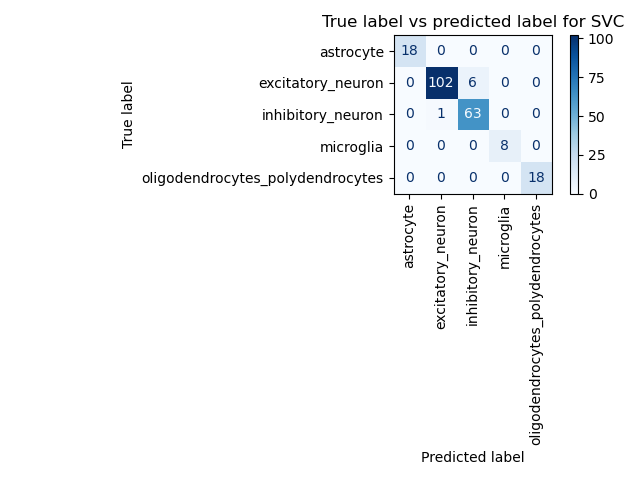 True label vs predicted label for SVC
True label
astrocyte 18 0 0 0 0
excitatory_neuron 0 102 6 0 0
inhibitory_neuron 0 1 63 0 0
microglia 0 0 0 8 0
oligodendrocytes_polydendrocytes 0 0 0 0 18
100
75
50
25
0
astrocyte
excitatory_neuron
inhibitory_neuron
microglia
oligodendrocytes_polydendrocytes
Predicted label